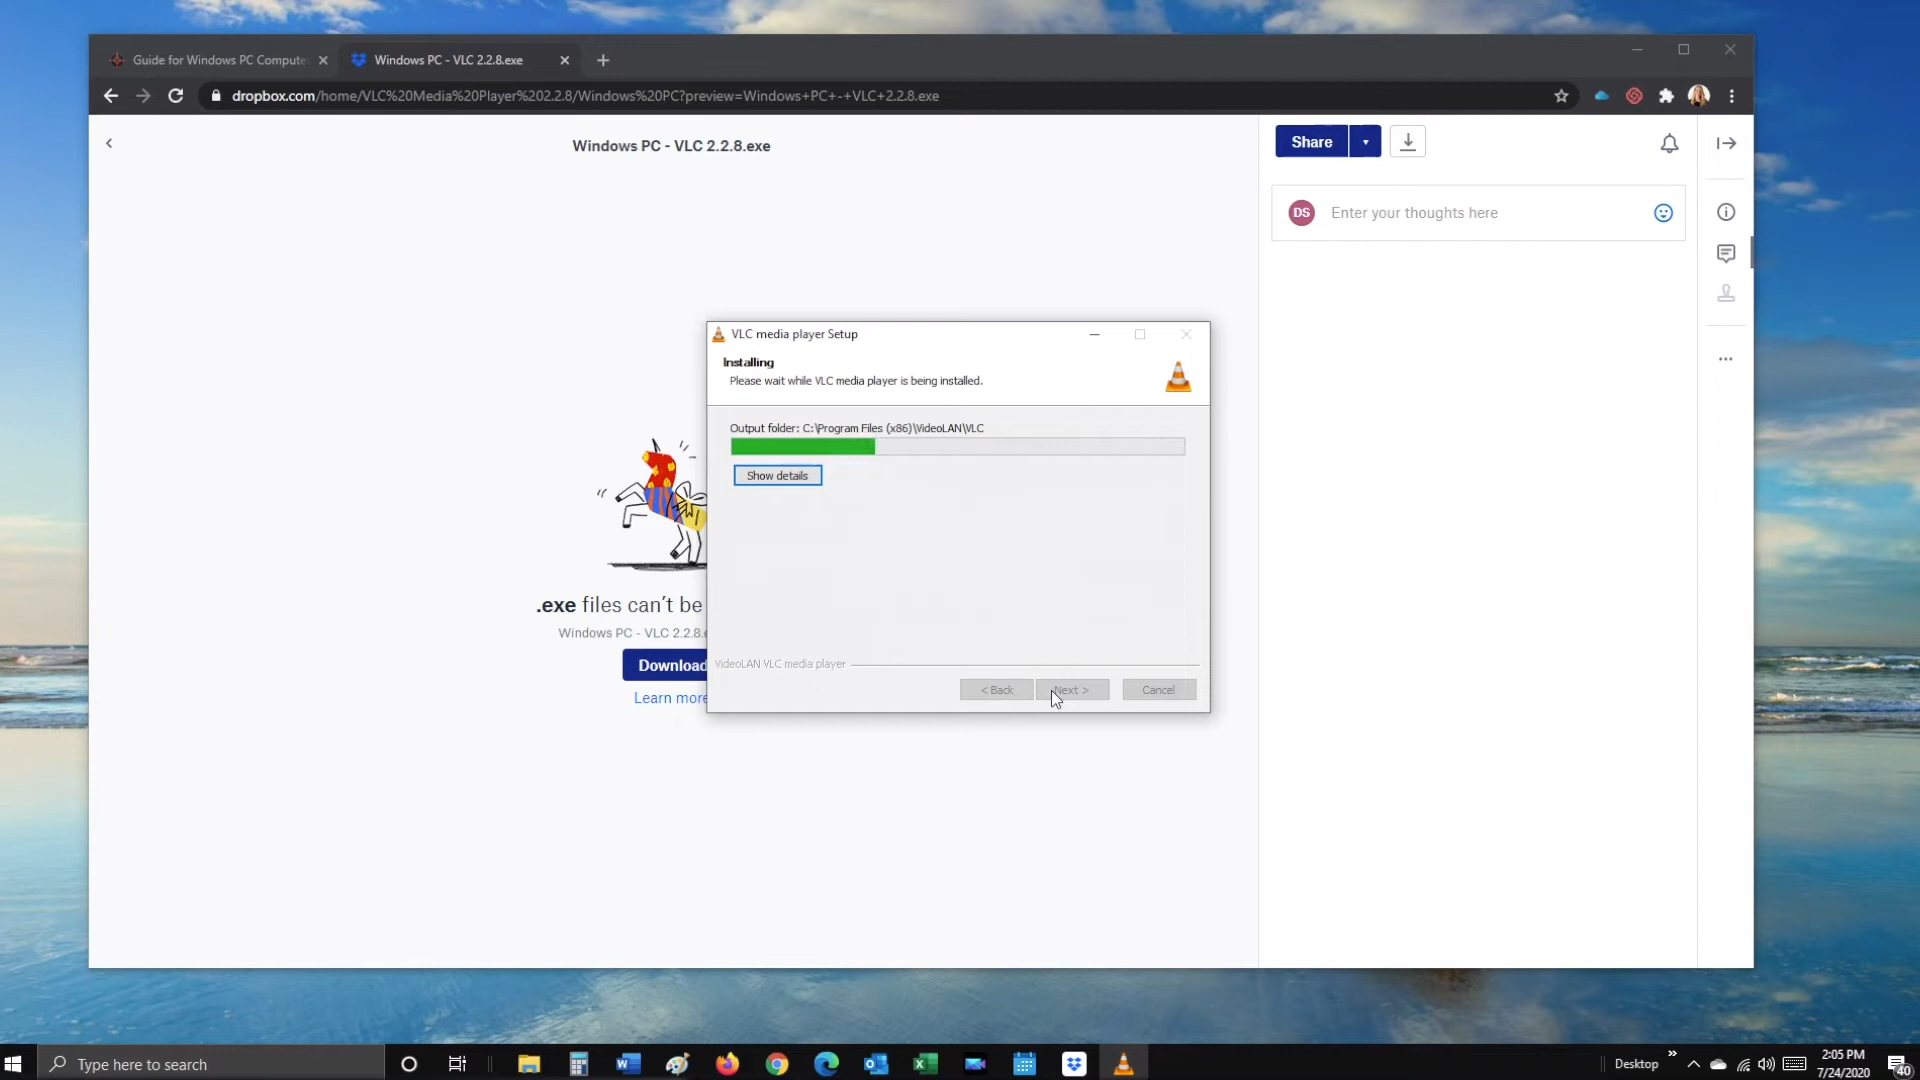 Guide for Windows PC Compute
Windows PC - VLC 2.2.8.exe
dropbox.com/home/VLC%20Media%20Player%202.2.8/Windows%20PC?preview=Windows+PC+-+VLC+2.2.8.exe
Windows PC - VLC 2.2.8.exe
Share
DS
Enter your thoughts here
VLC media player Setup
Installing
Please wait while VLC media player is being installed.
Output folder: C:\Program Files (x86)\VideoLAN\VLC
Show details
.exe files can't be
Windows PC - VLC 2.2.8.e
Download
Learn more
VideoLAN VLC media player
< Back
Next >
Cancel
Type here to search
Desktop
2:05 PM
7/24/2020
40